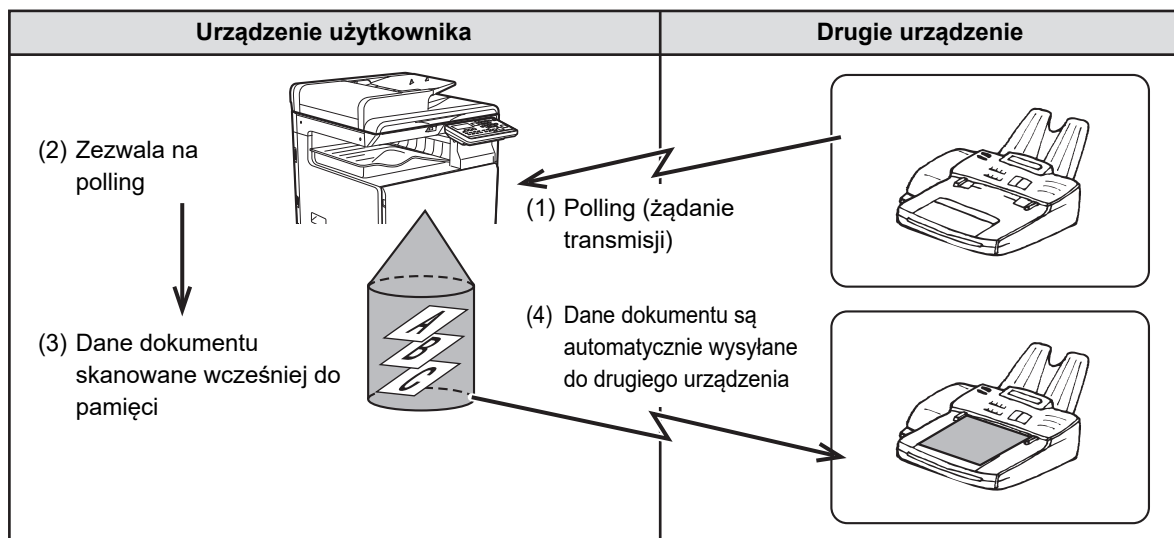 Urządzenie użytkownika
Drugie urządzenie
(2) Zezwala na
polling
(1) Polling (żądanie
transmisji)
(3) Dane dokumentu
skanowane wcześniej do
pamięci
(4) Dane dokumentu są
automatycznie wysyłane
do drugiego urządzenia
A
B
C